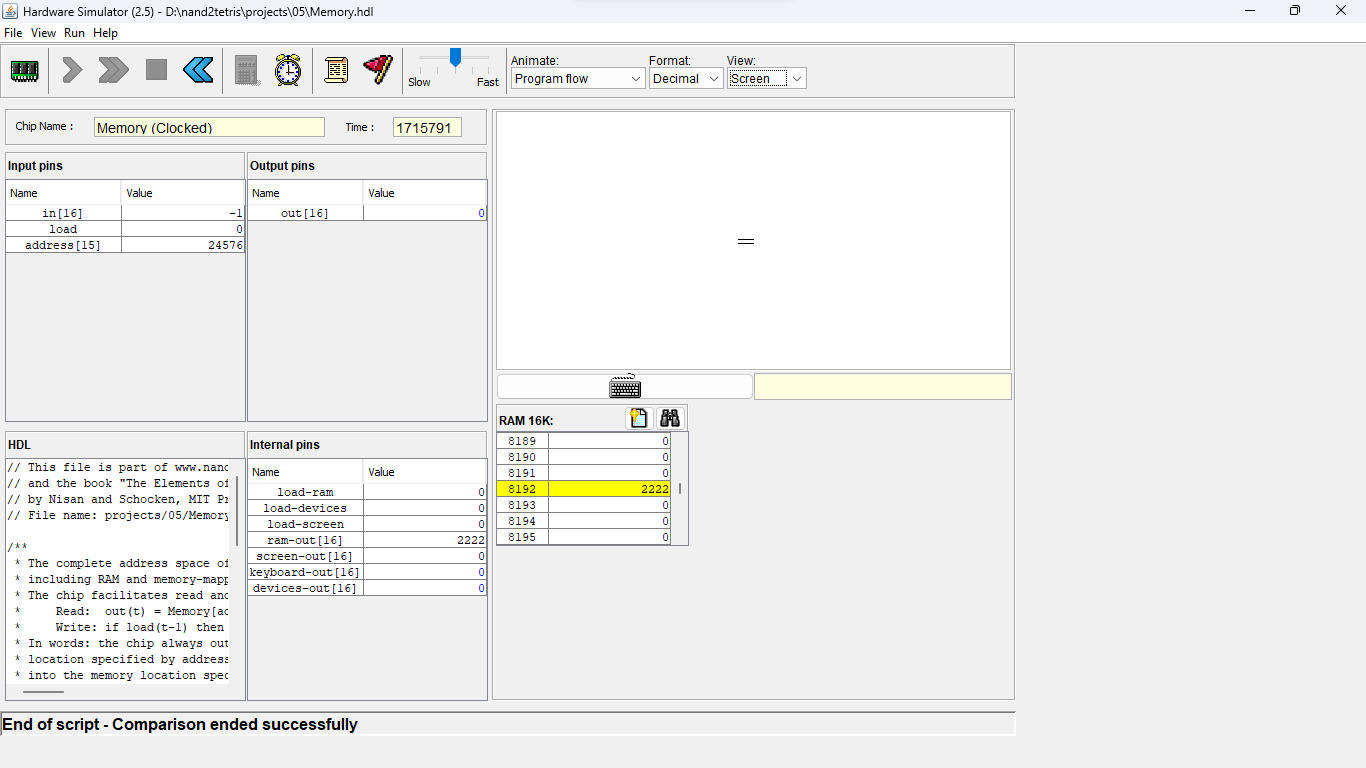 Hardware Simulator (2.5) - D:\nand2tetris\projects\05\Memory.hdl
File View Run Help
Slow Fast
Animate: Format: View:
Program flow Decimal Screen
Chip Name : Memory (Clocked) Time : 1715791
Input pins
Name Value
in[16] -1
load 0
address[15] 24576
Output pins
Name Value
out[16] 0
HDL
// This file is part of www.nand
// and the book "The Elements of
// by Nisan and Schocken, MIT Pr
// File name: projects/05/Memory
/**
* The complete address space of
* including RAM and memory-mapp
* The chip facilitates read and
* Read: out(t) = Memory[ad
* Write: if load(t-1) then
* In words: the chip always out
* location specified by address
* into the memory location spec
Internal pins
Name Value
load-ram 0
load-devices 0
load-screen 0
ram-out[16] 2222
screen-out[16] 0
keyboard-out[16] 0
devices-out[16] 0
RAM 16K:
8189 0
8190 0
8191 0
8192 2222
8193 0
8194 0
8195 0
End of script - Comparison ended successfully